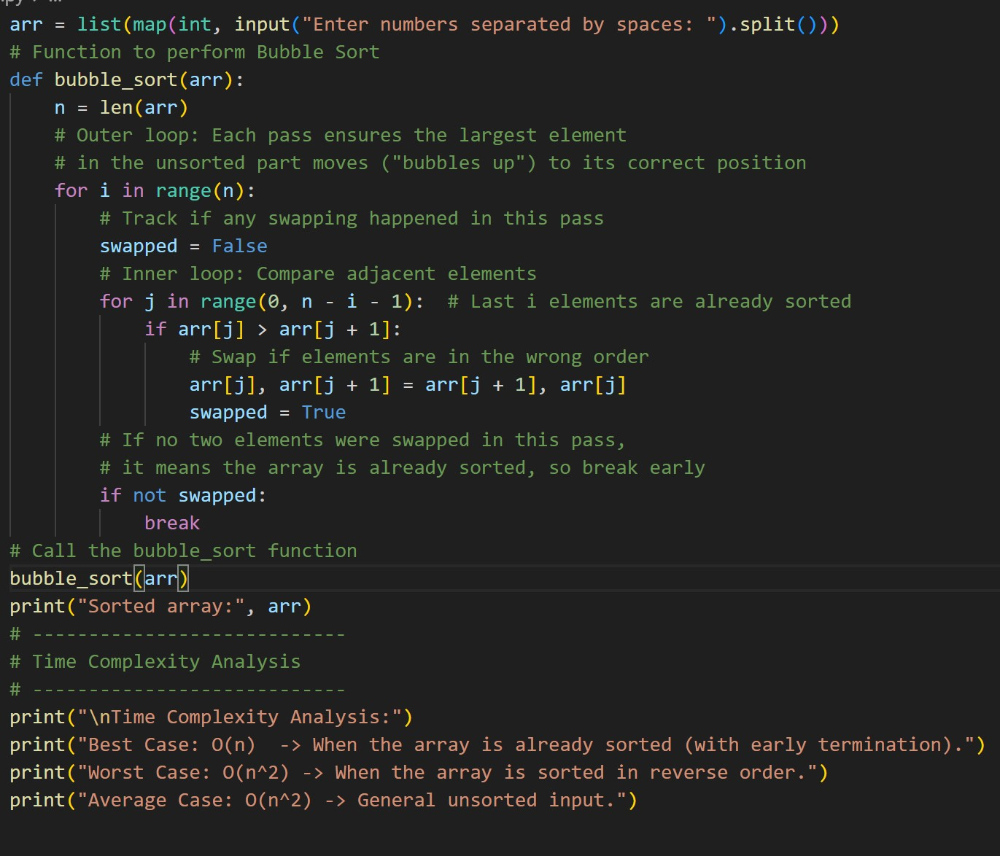 arr = list(map(int, input("Enter numbers separated by spaces: ").split()))
# Function to perform Bubble Sort
def bubble_sort(arr):
    n = len(arr)
    # Outer loop: Each pass ensures the largest element
    # in the unsorted part moves ("bubbles up") to its correct position
    for i in range(n):
        # Track if any swapping happened in this pass
        swapped = False
        # Inner loop: Compare adjacent elements
        for j in range(0, n - i - 1):  # Last i elements are already sorted
            if arr[j] > arr[j + 1]:
                # Swap if elements are in the wrong order
                arr[j], arr[j + 1] = arr[j + 1], arr[j]
                swapped = True
        # If no two elements were swapped in this pass,
        # it means the array is already sorted, so break early
        if not swapped:
            break
# Call the bubble_sort function
bubble_sort(arr)
print("Sorted array:", arr)
# ----------------------------
# Time Complexity Analysis
# ----------------------------
print("\nTime Complexity Analysis:")
print("Best Case: O(n)  -> When the array is already sorted (with early termination).")
print("Worst Case: O(n^2) -> When the array is sorted in reverse order.")
print("Average Case: O(n^2) -> General unsorted input.")